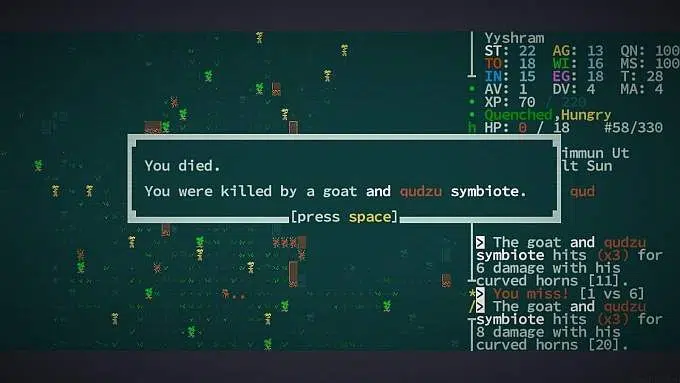 Yyshram
ST: 22 AG: 13 QN: 100
TO: 18 WI: 16 MS: 100
IN: 15 EG: 18 T: 28
AV: 1 DV: 4 MA: 4
XP: 70 / 220
Quenched, Hungry
HP: 0 / 18 #58/330
immun Ut
lt Sun
You died.
You were killed by a goat and qudzu symbiote.
qud
[press space]
> The goat and qudzu
symbiote hits (x3) for
6 damage with his
curved horns [11].
> You miss! [1 vs 6]
> The goat and qudzu
symbiote hits (x3) for
8 damage with his
curved horns [20].